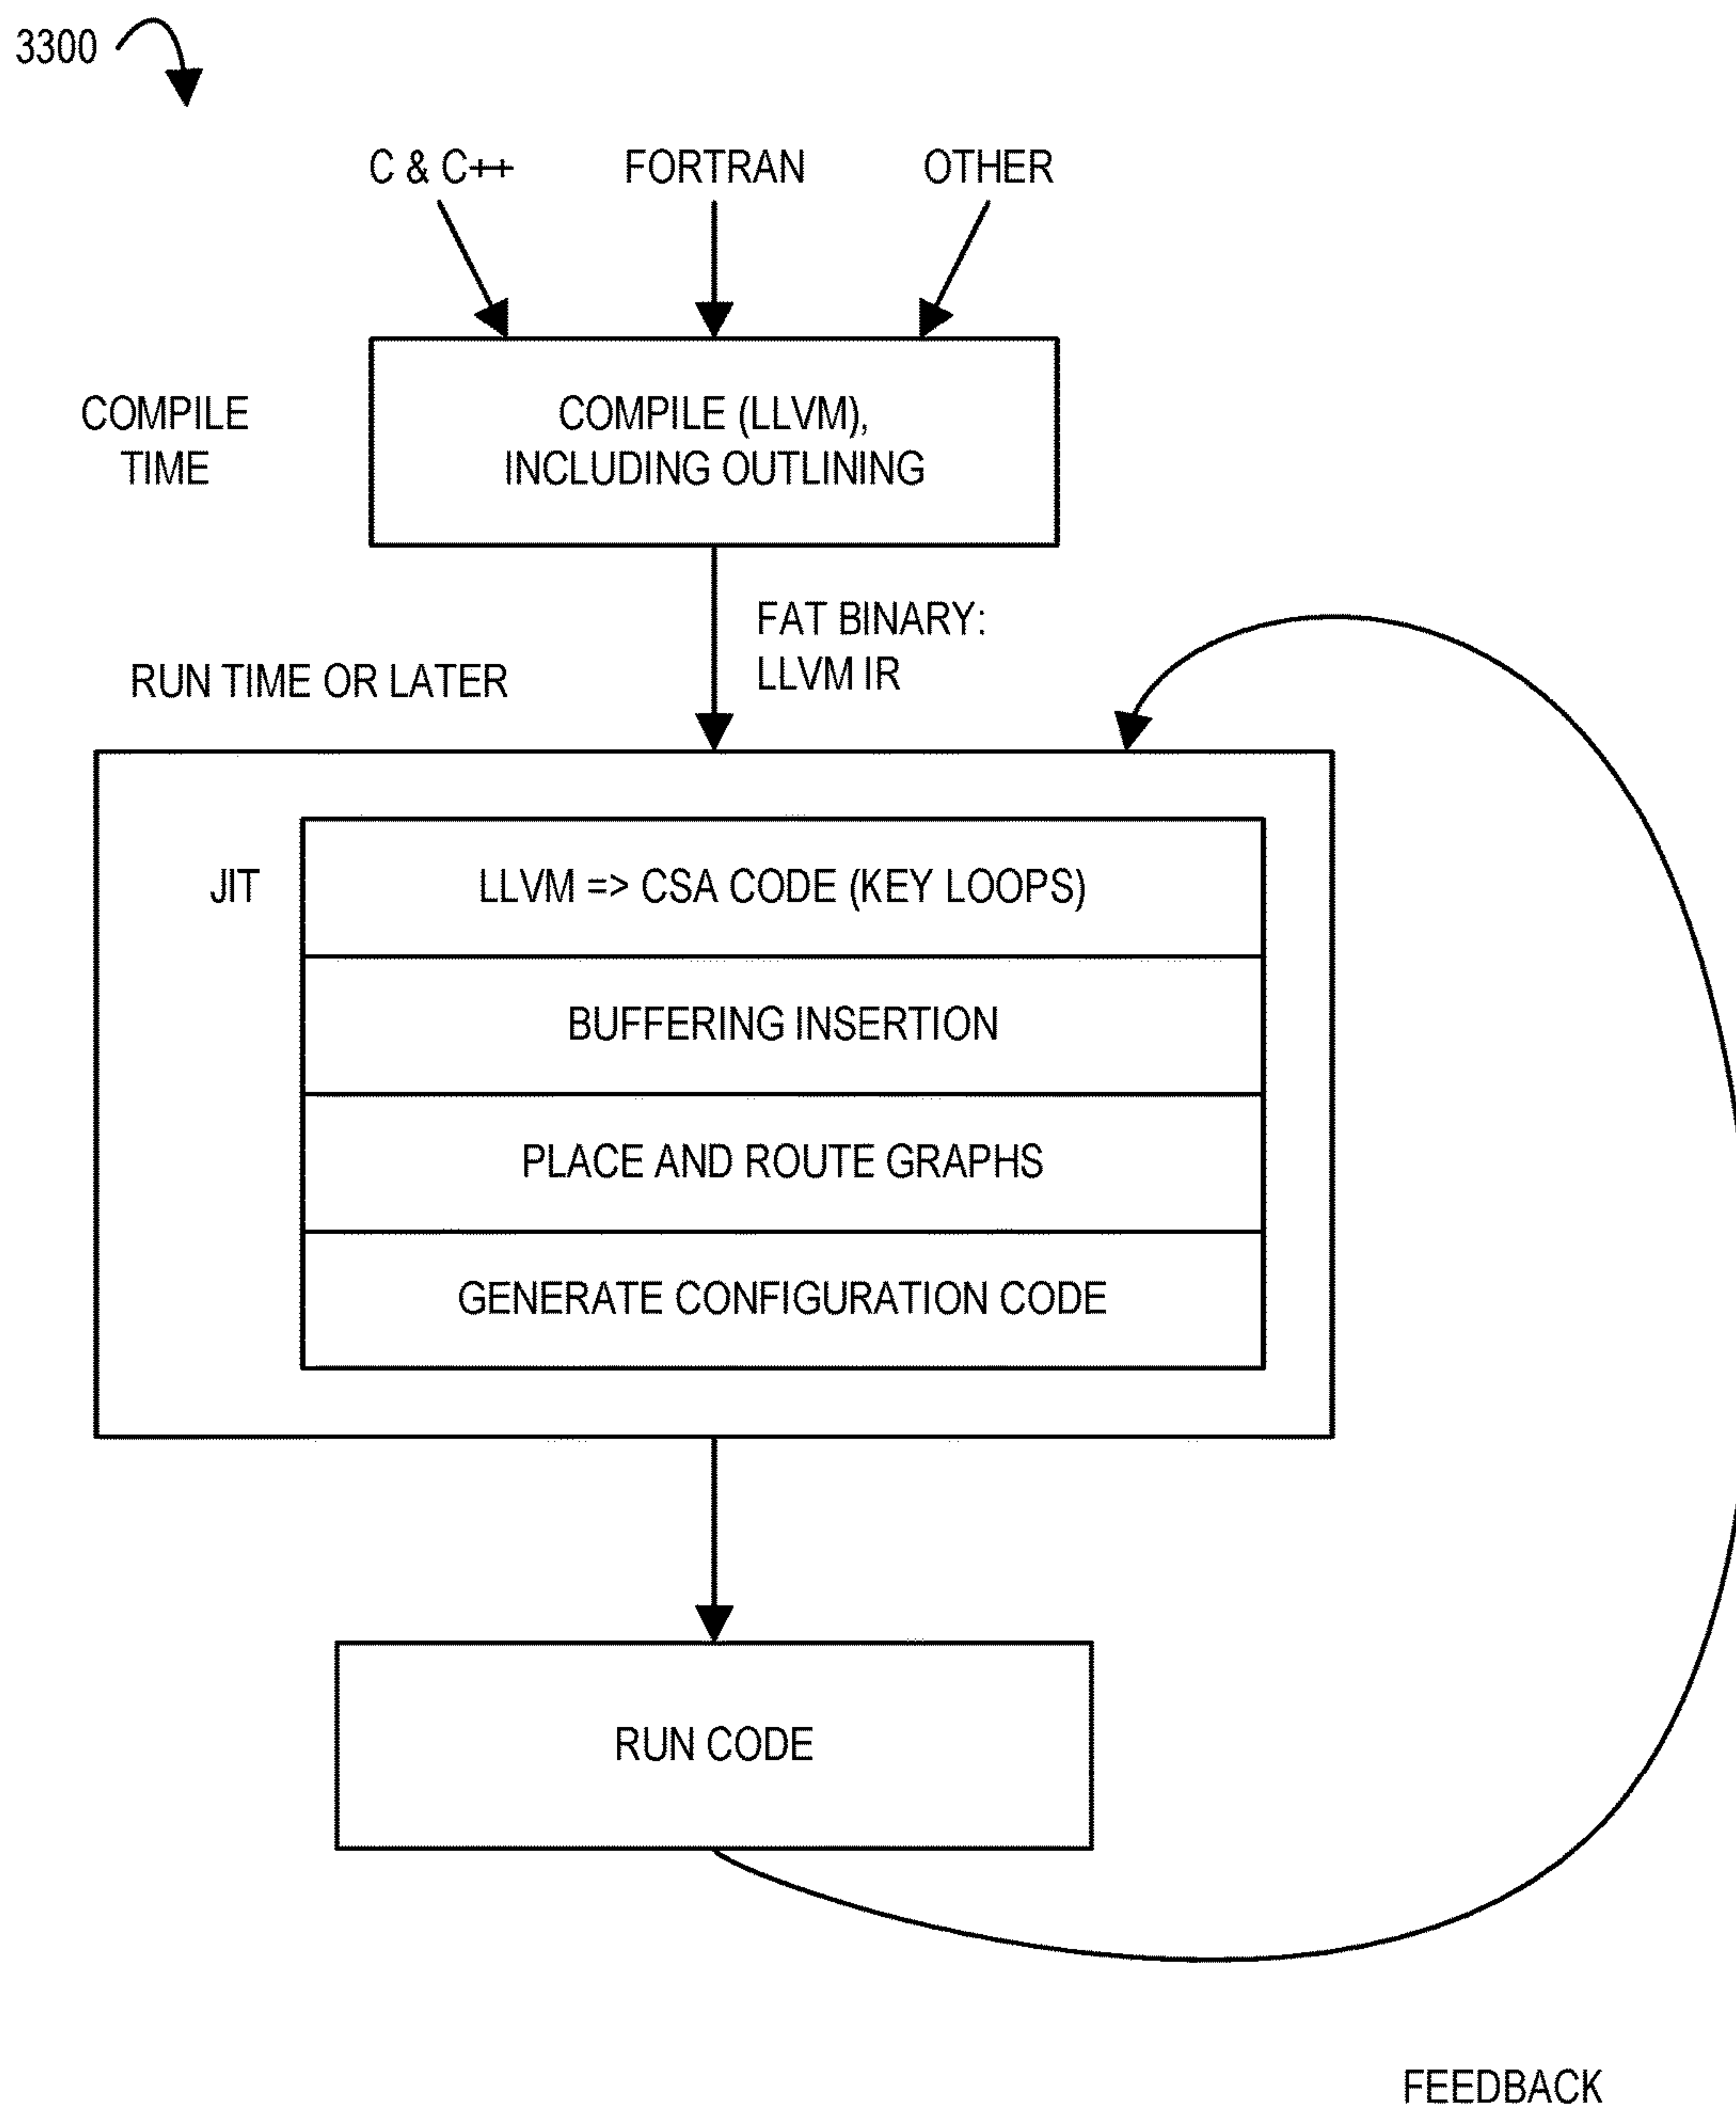 3300
C & C++ FORTRAN OTHER
COMPILE
TIME
COMPILE (LLVM),
INCLUDING OUTLINING
FAT BINARY:
LLVM IR
RUN TIME OR LATER
JIT
LLVM => CSA CODE (KEY LOOPS)
BUFFERING INSERTION
PLACE AND ROUTE GRAPHS
GENERATE CONFIGURATION CODE
RUN CODE
FEEDBACK